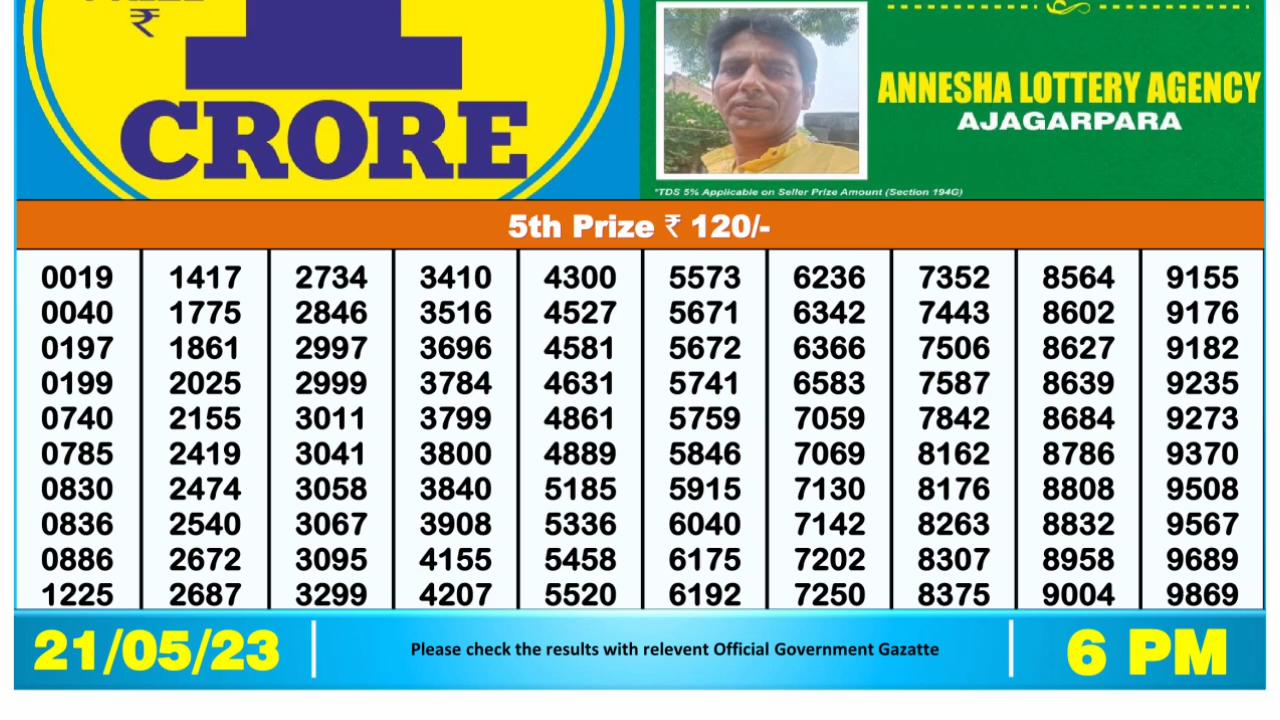 ₹
1
CRORE
ANNESHA LOTTERY AGENCY
AJAGARPARA
*TDS 5% Applicable on Seller Prize Amount (Section 194G)
5th Prize ₹ 120/-
0019 1417 2734 3410 4300 5573 6236 7352 8564 9155
0040 1775 2846 3516 4527 5671 6342 7443 8602 9176
0197 1861 2997 3696 4581 5672 6366 7506 8627 9182
0199 2025 2999 3784 4631 5741 6583 7587 8639 9235
0740 2155 3011 3799 4861 5759 7059 7842 8684 9273
0785 2419 3041 3800 4889 5846 7069 8162 8786 9370
0830 2474 3058 3840 5185 5915 7130 8176 8808 9508
0836 2540 3067 3908 5336 6040 7142 8263 8832 9567
0886 2672 3095 4155 5458 6175 7202 8307 8958 9689
1225 2687 3299 4207 5520 6192 7250 8375 9004 9869
21/05/23 Please check the results with relevent Official Government Gazatte 6 PM